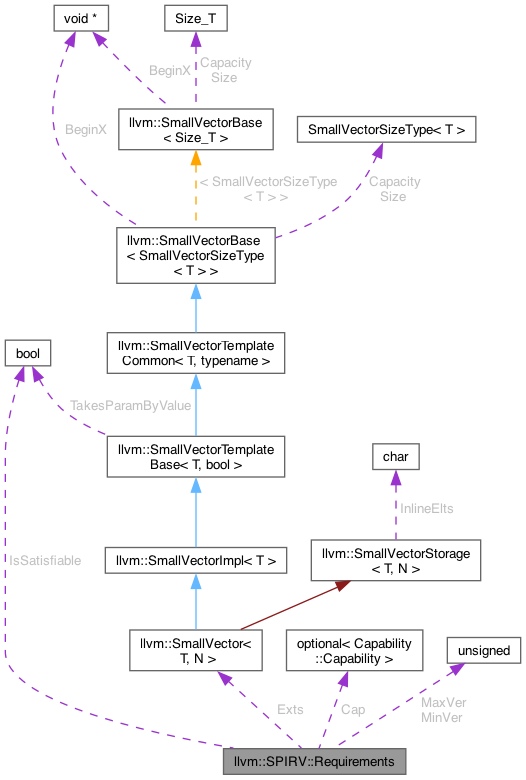 void *
Size_T
BeginX
Capacity
Size
llvm::SmallVectorBase
< Size_T >
SmallVectorSizeType< T >
BeginX
< SmallVectorSizeType
< T > >
Capacity
Size
llvm::SmallVectorBase
< SmallVectorSizeType
< T > >
llvm::SmallVectorTemplate
Common< T, typename >
bool
TakesParamByValue
llvm::SmallVectorTemplate
Base< T, bool >
char
InlineElts
IsSatisfiable
llvm::SmallVectorImpl< T >
llvm::SmallVectorStorage
< T, N >
llvm::SmallVector<
T, N >
optional< Capability
::Capability >
unsigned
Exts
Cap
MaxVer
MinVer
llvm::SPIRV::Requirements